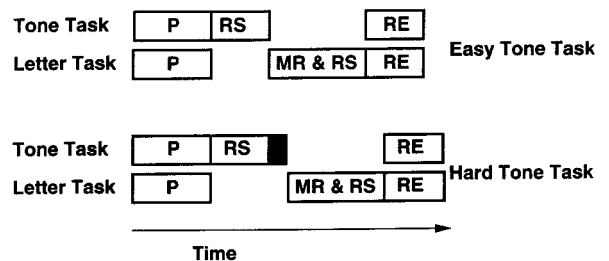 Tone Task P RS RE
Easy Tone Task
Letter Task P MR & RS RE
Tone Task P RS RE
Hard Tone Task
Letter Task P MR & RS RE
Time